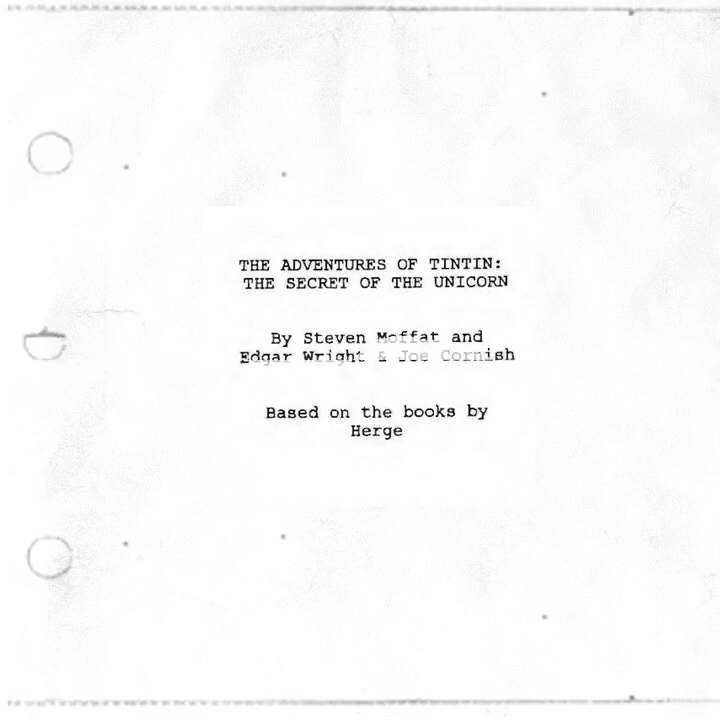 THE ADVENTURES OF TINTIN:
THE SECRET OF THE UNICORN
By Steven Moffat and
Edgar Wright & Joe Cornish
Based on the books by
Herge